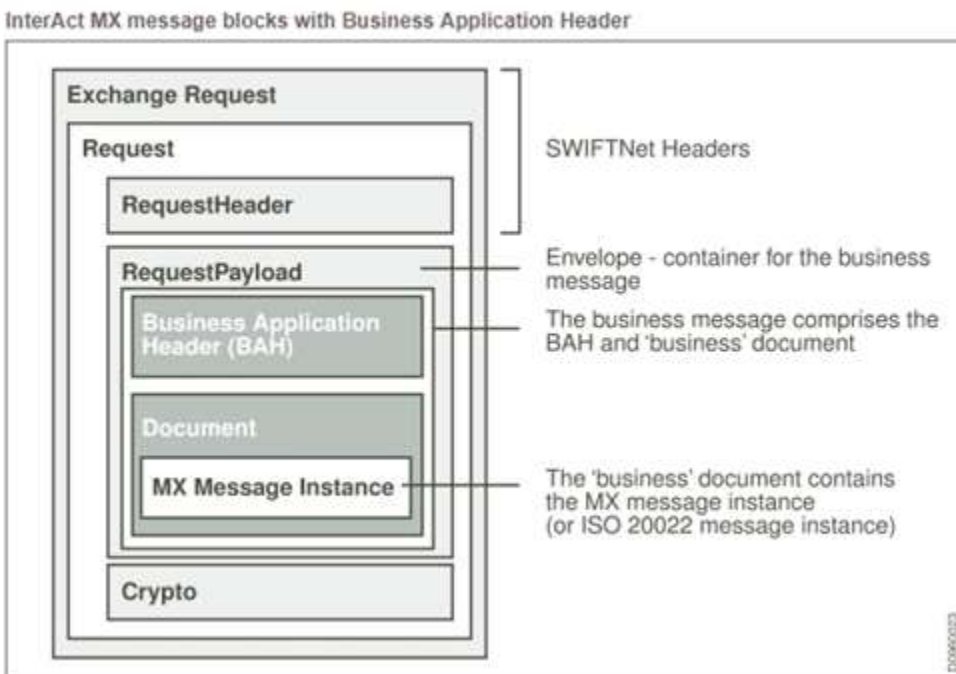 InterAct MX message blocks with Business Application Header
Exchange Request
Request
SWIFTNet Headers
RequestHeader
RequestPayload
Envelope - container for the business
message
Business Application
Header (BAH)
The business message comprises the
BAH and ‘business’ document
Document
MX Message Instance
The ‘business’ document contains
the MX message instance
(or ISO 20022 message instance)
Crypto
D0960023